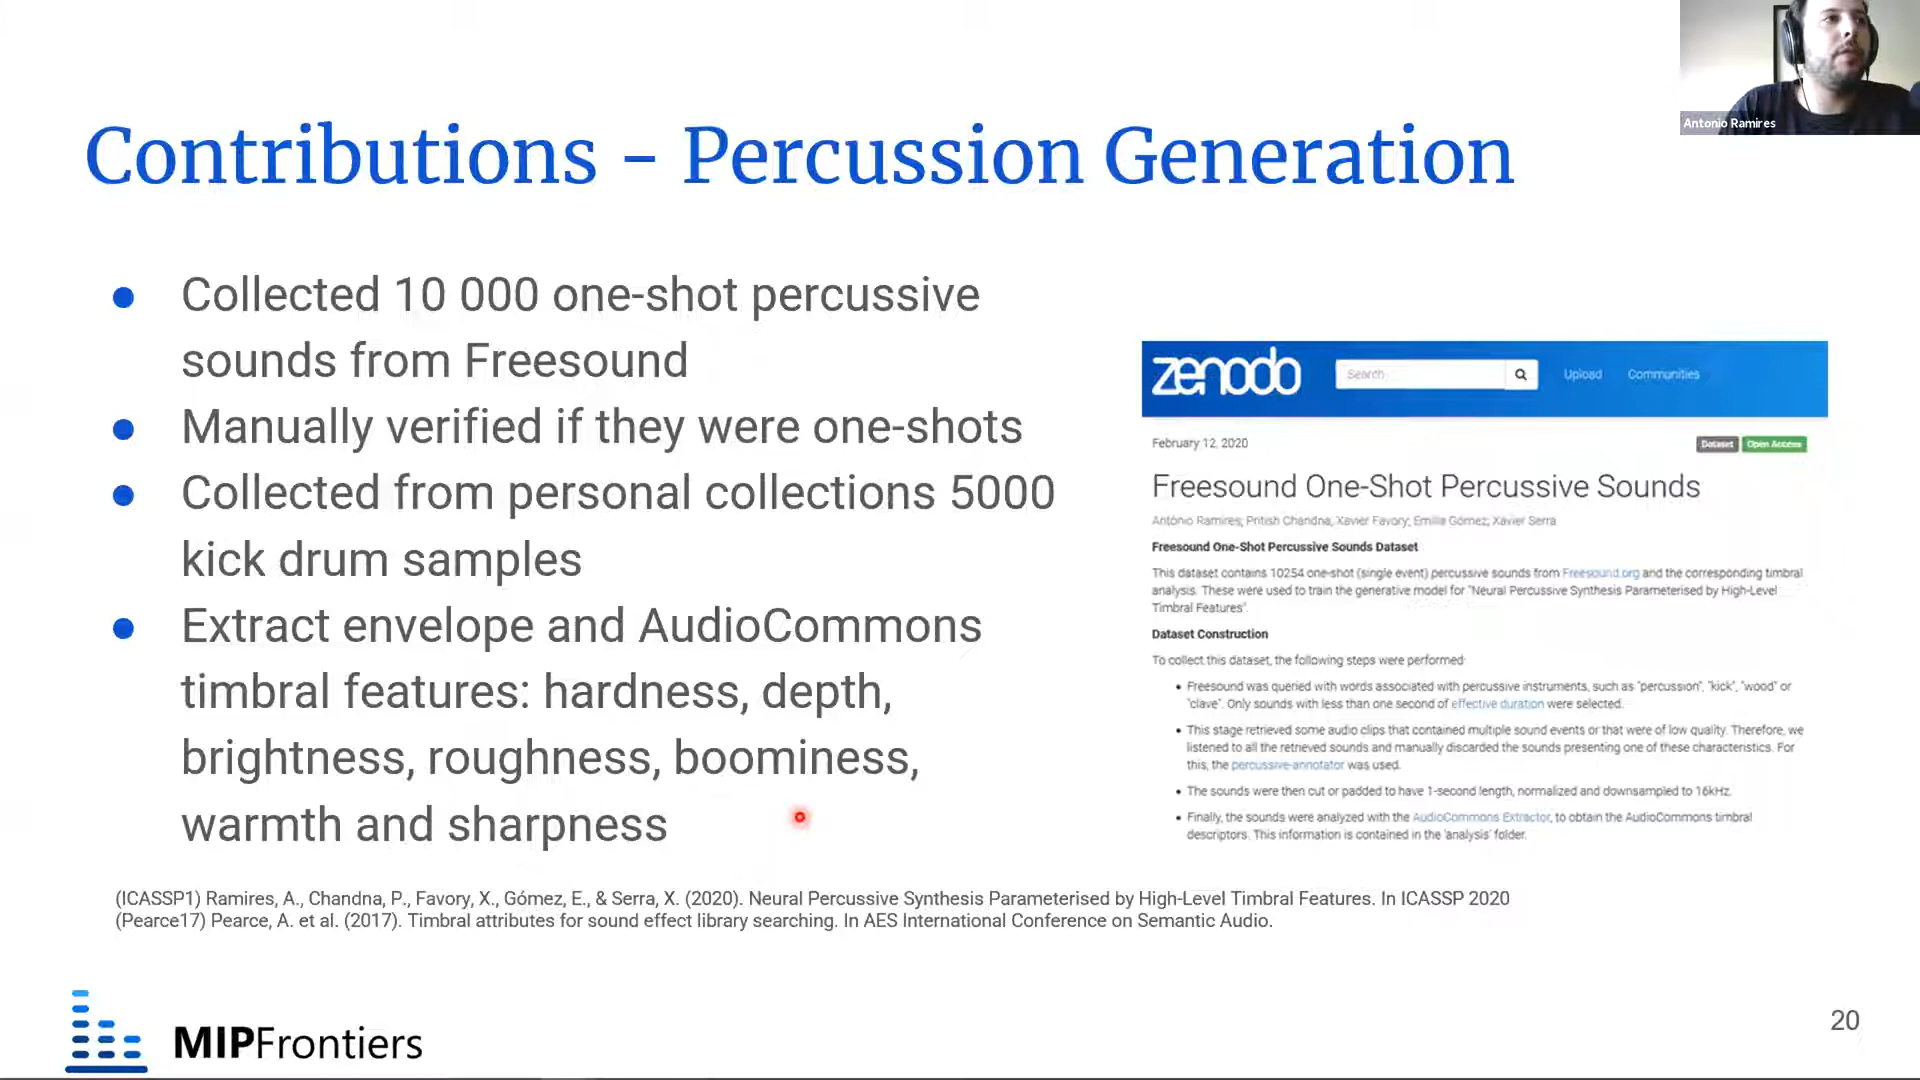 Antonio Ramires
Contributions – Percussion Generation
● Collected 10 000 one-shot percussive
sounds from Freesound
● Manually verified if they were one-shots
● Collected from personal collections 5000
kick drum samples
● Extract envelope and AudioCommons
timbral features: hardness, depth,
brightness, roughness, boominess,
warmth and sharpness
zenodo
Search
Upload
Communities
February 12, 2020
Dataset
Open Access
Freesound One-Shot Percussive Sounds
António Ramires; Pritish Chandna; Xavier Favory; Emilia Gómez; Xavier Serra
Freesound One-Shot Percussive Sounds Dataset
This dataset contains 10254 one-shot (single event) percussive sounds from Freesound.org and the corresponding timbral
analysis. These were used to train the generative model for "Neural Percussive Synthesis Parameterised by High-Level
Timbral Features".
Dataset Construction
To collect this dataset, the following steps were performed:
• Freesound was queried with words associated with percussive instruments, such as "percussion", "kick", "wood" or
"clave". Only sounds with less than one second of effective duration were selected.
• This stage retrieved some audio clips that contained multiple sound events or that were of low quality. Therefore, we
listened to all the retrieved sounds and manually discarded the sounds presenting one of these characteristics. For
this, the percussive-annotator was used.
• The sounds were then cut or padded to have 1-second length, normalized and downsampled to 16kHz.
• Finally, the sounds were analyzed with the AudioCommons Extractor, to obtain the AudioCommons timbral
descriptors. This information is contained in the 'analysis' folder.
(ICASSP1) Ramires, A., Chandna, P., Favory, X., Gómez, E., & Serra, X. (2020). Neural Percussive Synthesis Parameterised by High-Level Timbral Features. In ICASSP 2020
(Pearce17) Pearce, A. et al. (2017). Timbral attributes for sound effect library searching. In AES International Conference on Semantic Audio.
MIPFrontiers
20